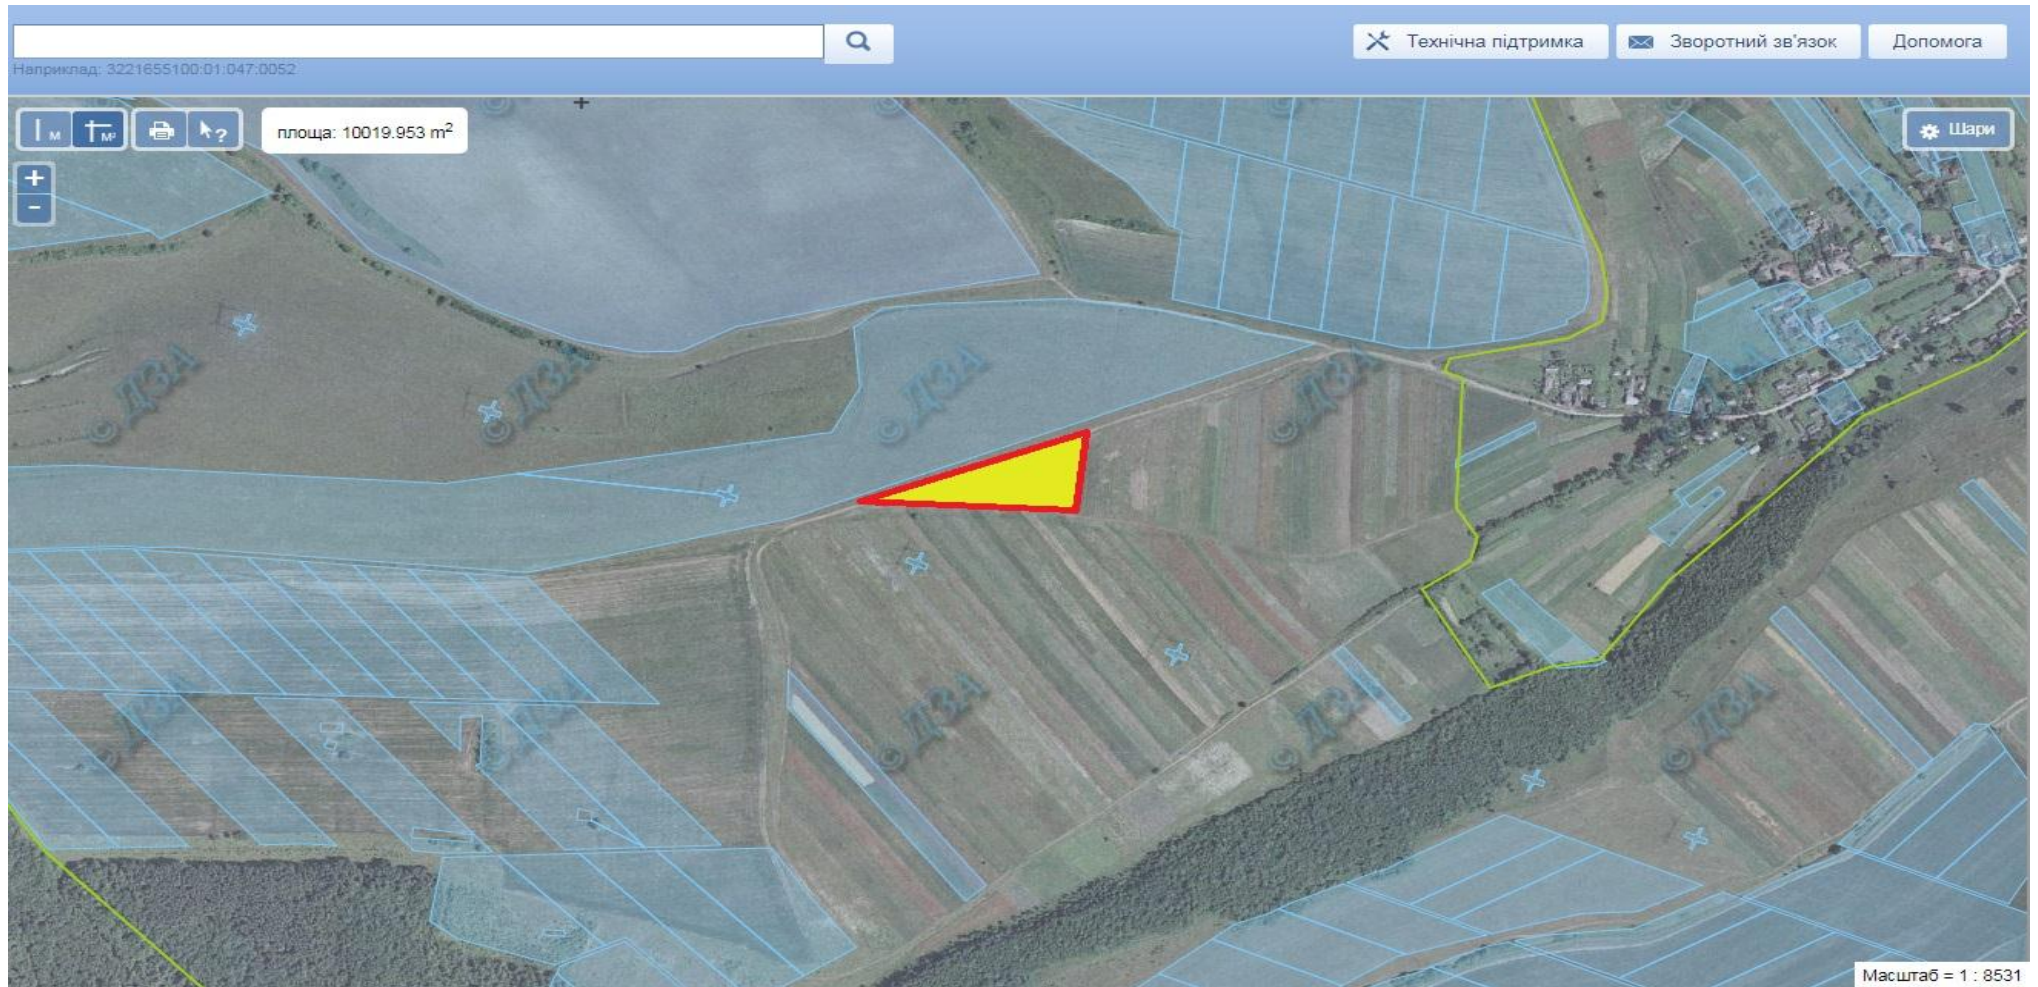 Технічна підтримка
Зворотний зв'язок
Допомога
Наприклад: 3221655100:01:047:0052
м
м²
площа: 10019.953 m²
Шари
© ДЗА
© ДЗА
© ДЗА
© ДЗА
© ДЗА
© ДЗА
© ДЗА
© ДЗА
© ДЗА
Масштаб = 1 : 8531